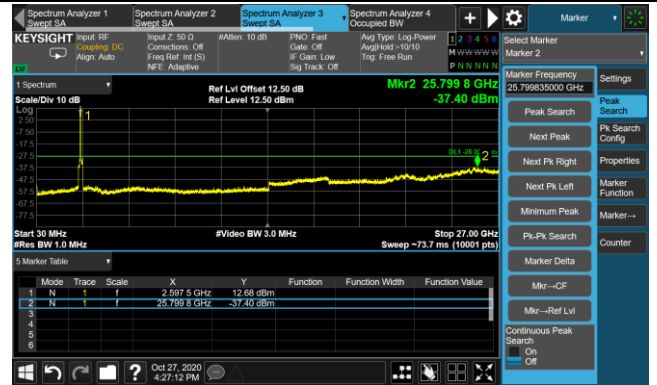 Spectrum Analyzer 1
Swept SA
Spectrum Analyzer 2
Swept SA
Spectrum Analyzer 3
Swept SA
Spectrum Analyzer 4
Occupied BW
Marker
KEYSIGHT
Input: RF
Coupling: DC
Align: Auto
Input Z: 50 Ω
Corrections: Off
Freq Ref: Int (S)
NFE: Adaptive
#Atten: 10 dB
PNO: Fast
Gate: Off
IF Gain: Low
Sig Track: Off
Avg Type: Log-Power
Avg|Hold:>10/10
Trig: Free Run
1 2 3 4 5 6
M W W W W W
P N N N N N
Select Marker
Marker 2
1 Spectrum
Scale/Div 10 dB
Ref Lvl Offset 12.50 dB
Ref Level 12.50 dBm
Mkr2 25.799 8 GHz
-37.40 dBm
Log
2.50
-7.50
-17.5
-27.5
-37.5
-47.5
-57.5
-67.5
-77.5
1
2
Start 30 MHz
#Res BW 1.0 MHz
#Video BW 3.0 MHz
Stop 27.00 GHz
Sweep ~73.7 ms (10001 pts)
5 Marker Table
Mode Trace Scale X Y Function Function Width Function Value
1 N 1 f 2.597 5 GHz 12.68 dBm
2 N 1 f 25.799 8 GHz -37.40 dBm
3
4
5
6
Marker Frequency
25.799835000 GHz
Peak Search
Next Peak
Next Pk Right
Next Pk Left
Minimum Peak
Pk-Pk Search
Marker Delta
Mkr→CF
Mkr→Ref Lvl
Continuous Peak
Search
On
Off
Settings
Peak
Search
Pk Search
Config
Properties
Marker
Function
Marker→
Counter
Oct 27, 2020
4:27:12 PM